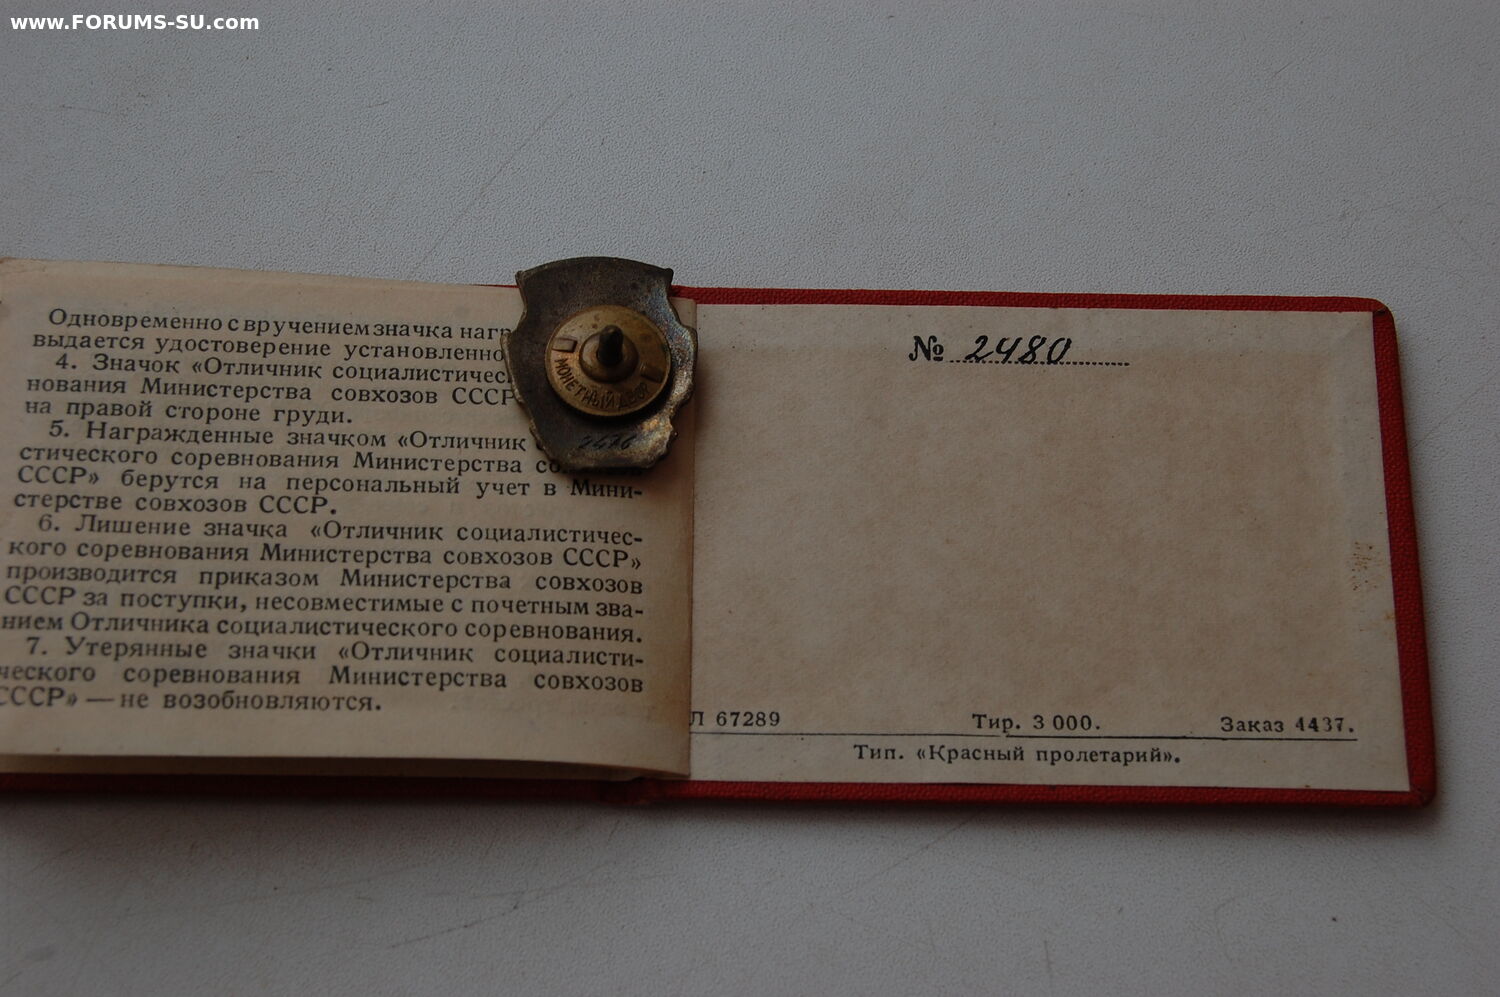 www.FORUMS-SU.com
Одновременно с вручением значка нагр
выдается удостоверение установленно
4. Значок «Отличник социалистичес
нования Министерства совхозов СССР
на правой стороне груди.
5. Награжденные значком «Отличник
стического соревнования Министерства со
СССР» берутся на персональный учет в Мини-
стерстве совхозов СССР.
6. Лишение значка «Отличник социалистичес-
кого соревнования Министерства совхозов СССР»
производится приказом Министерства совхозов
СССР за поступки, несовместимые с почетным зва-
нием Отличника социалистического соревнования.
7. Утерянные значки «Отличник социалисти-
ческого соревнования Министерства совхозов
СССР» — не возобновляются.
МОНЕТНЫЙ ДВОР
№ 2480
Л 67289 Тир. 3 000. Заказ 4437.
Тип. «Красный пролетарий».